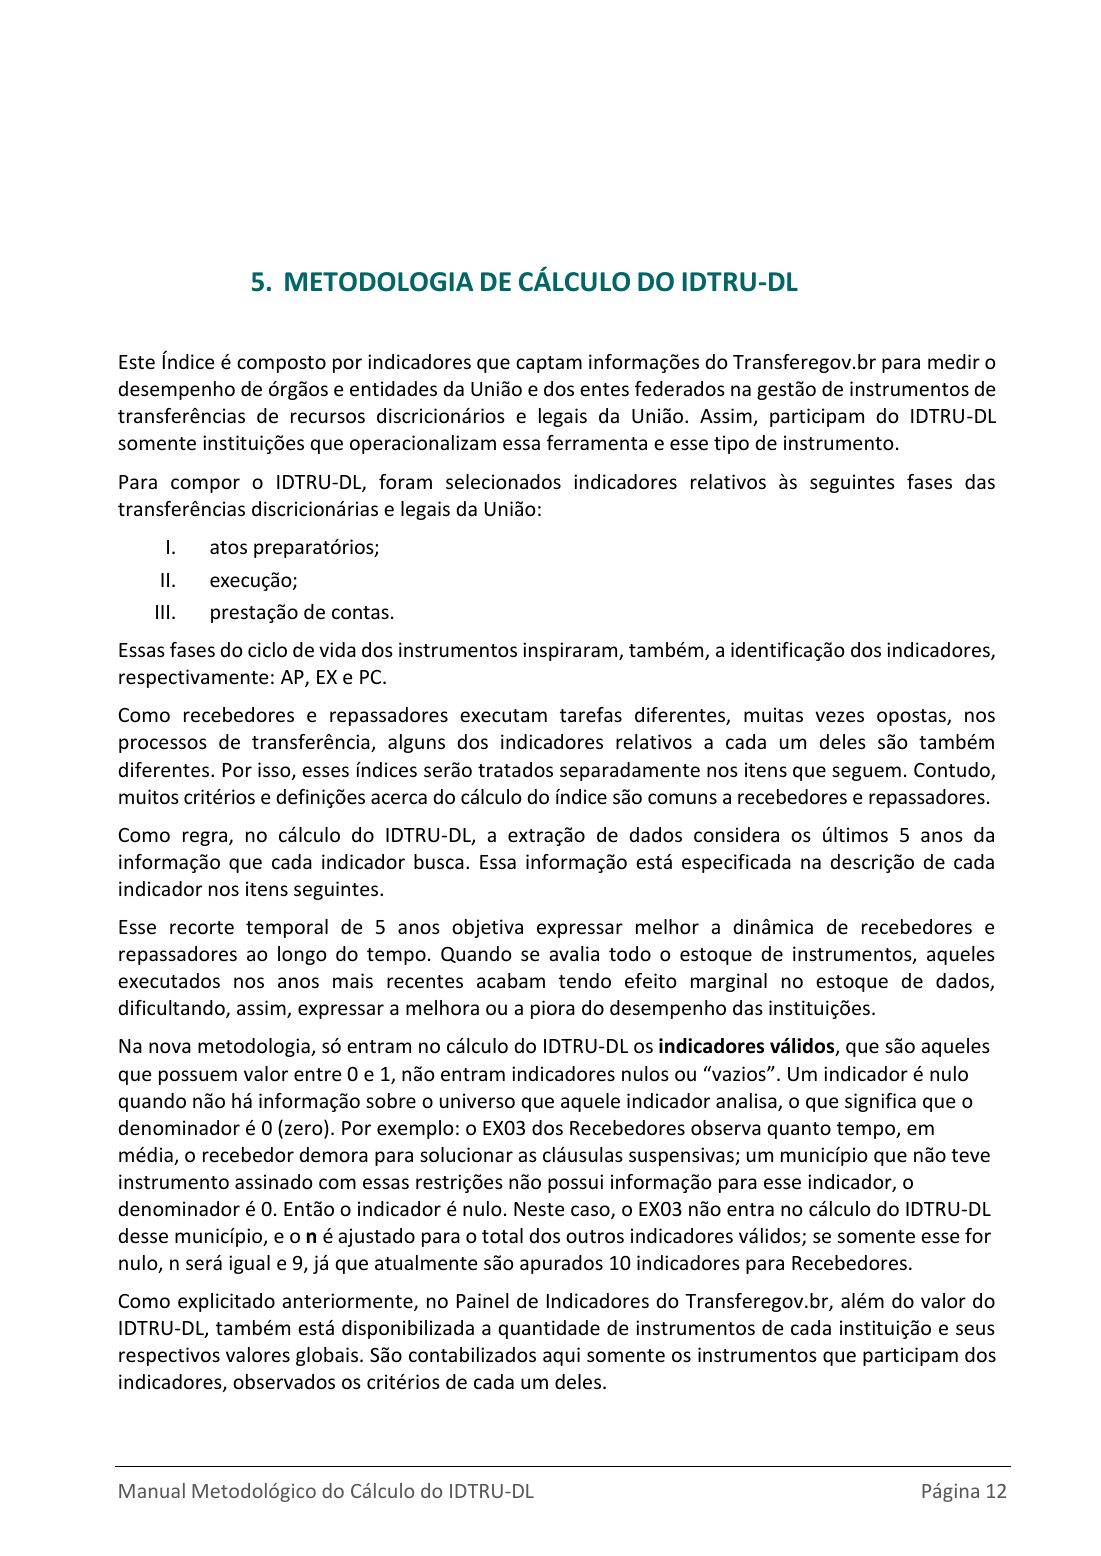 5. METODOLOGIA DE CÁLCULO DO IDTRU-DL
Este Índice é composto por indicadores que captam informações do Transferegov.br para medir o
desempenho de órgãos e entidades da União e dos entes federados na gestão de instrumentos de
transferências de recursos discricionários e legais da União. Assim, participam do IDTRU-DL
somente instituições que operacionalizam essa ferramenta e esse tipo de instrumento.
Para compor o IDTRU-DL, foram selecionados indicadores relativos às seguintes fases das
transferências discricionárias e legais da União:
I. atos preparatórios;
II. execução;
III. prestação de contas.
Essas fases do ciclo de vida dos instrumentos inspiraram, também, a identificação dos indicadores,
respectivamente: AP, EX e PC.
Como recebedores e repassadores executam tarefas diferentes, muitas vezes opostas, nos
processos de transferência, alguns dos indicadores relativos a cada um deles são também
diferentes. Por isso, esses índices serão tratados separadamente nos itens que seguem. Contudo,
muitos critérios e definições acerca do cálculo do índice são comuns a recebedores e repassadores.
Como regra, no cálculo do IDTRU-DL, a extração de dados considera os últimos 5 anos da
informação que cada indicador busca. Essa informação está especificada na descrição de cada
indicador nos itens seguintes.
Esse recorte temporal de 5 anos objetiva expressar melhor a dinâmica de recebedores e
repassadores ao longo do tempo. Quando se avalia todo o estoque de instrumentos, aqueles
executados nos anos mais recentes acabam tendo efeito marginal no estoque de dados,
dificultando, assim, expressar a melhora ou a piora do desempenho das instituições.
Na nova metodologia, só entram no cálculo do IDTRU-DL os indicadores válidos, que são aqueles
que possuem valor entre 0 e 1, não entram indicadores nulos ou “vazios”. Um indicador é nulo
quando não há informação sobre o universo que aquele indicador analisa, o que significa que o
denominador é 0 (zero). Por exemplo: o EX03 dos Recebedores observa quanto tempo, em
média, o recebedor demora para solucionar as cláusulas suspensivas; um município que não teve
instrumento assinado com essas restrições não possui informação para esse indicador, o
denominador é 0. Então o indicador é nulo. Neste caso, o EX03 não entra no cálculo do IDTRU-DL
desse município, e o n é ajustado para o total dos outros indicadores válidos; se somente esse for
nulo, n será igual e 9, já que atualmente são apurados 10 indicadores para Recebedores.
Como explicitado anteriormente, no Painel de Indicadores do Transferegov.br, além do valor do
IDTRU-DL, também está disponibilizada a quantidade de instrumentos de cada instituição e seus
respectivos valores globais. São contabilizados aqui somente os instrumentos que participam dos
indicadores, observados os critérios de cada um deles.
Manual Metodológico do Cálculo do IDTRU-DL Página 12